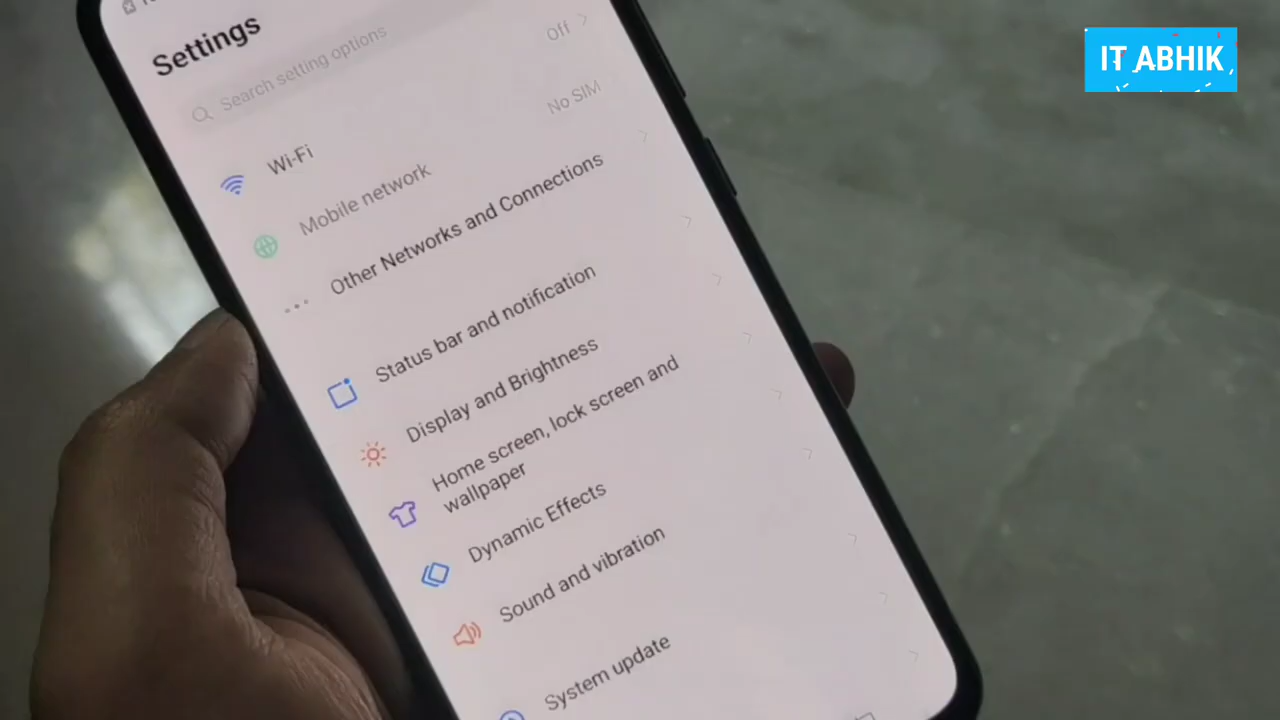 Settings
Search setting options
Wi-Fi
Off
Mobile network
No SIM
Other Networks and Connections
Status bar and notification
Display and Brightness
Home screen, lock screen and
wallpaper
Dynamic Effects
Sound and vibration
System update
IT ABHIK